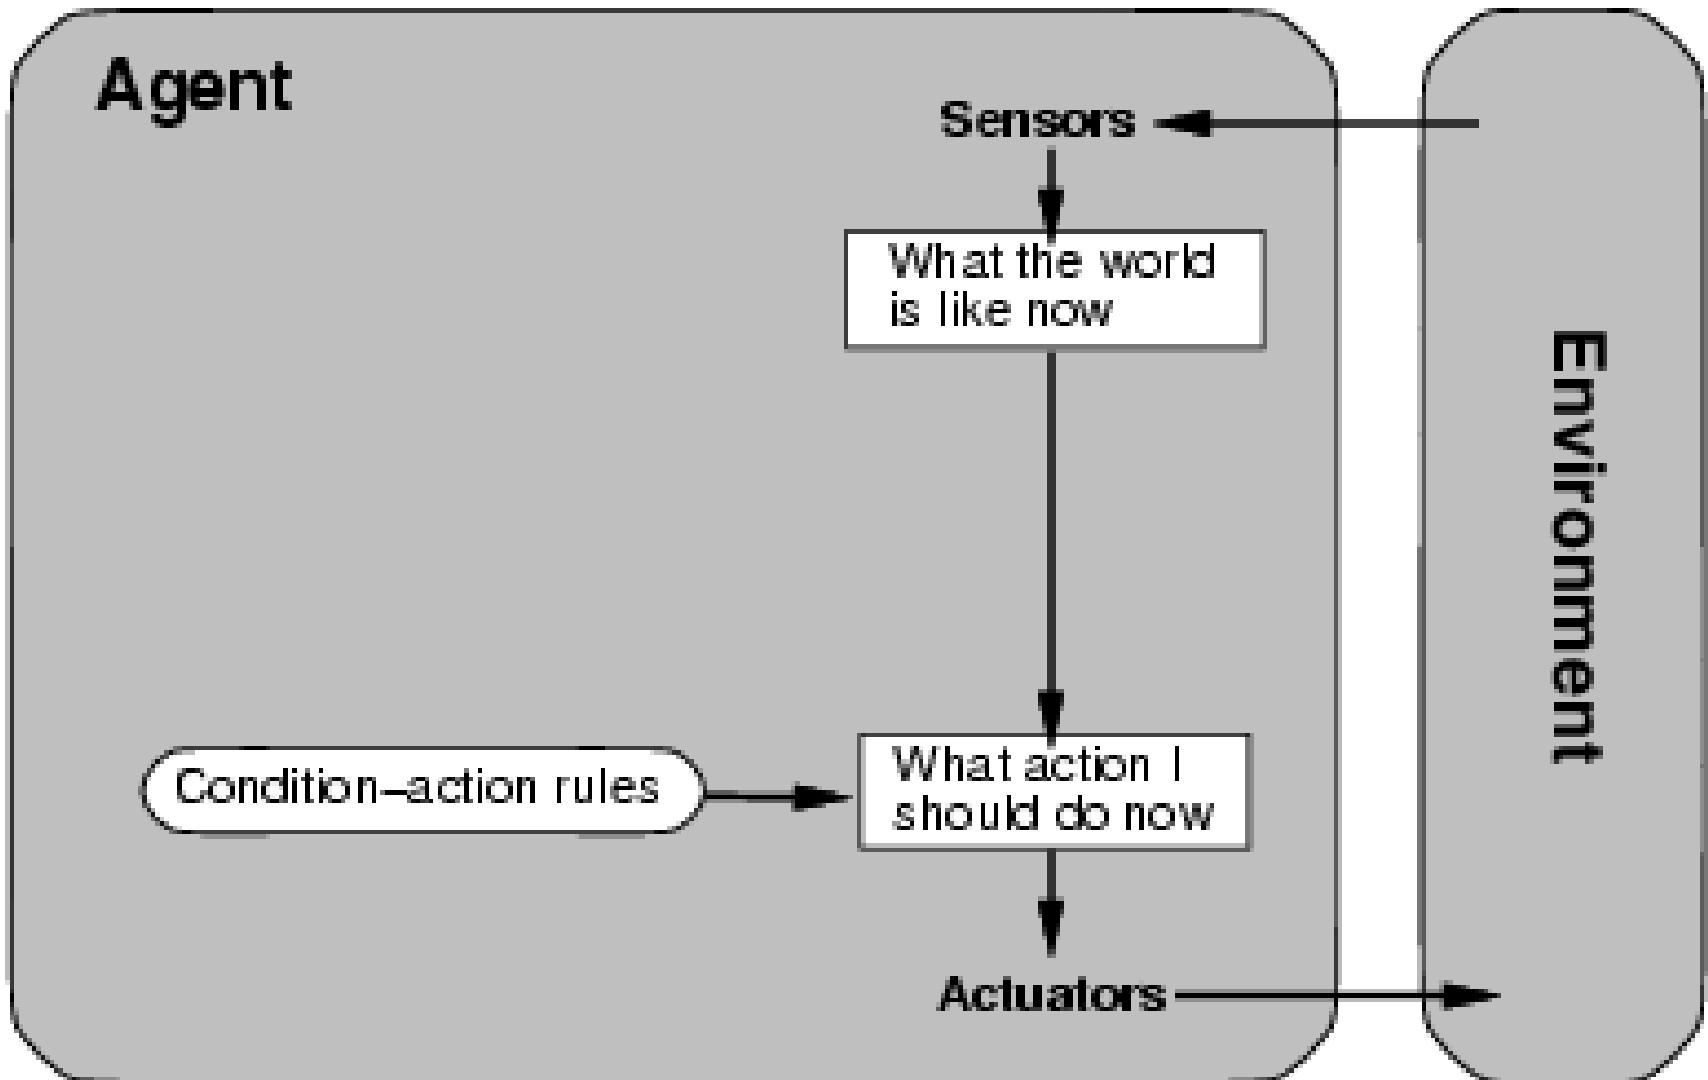 Agent
Sensors
What the world
is like now
Environment
Condition–action rules
What action I
should do now
Actuators